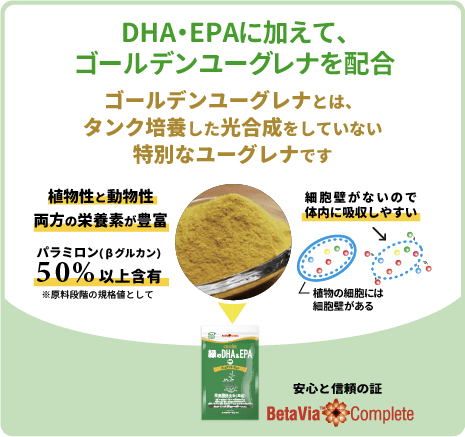 DHA・EPAに加えて、
ゴールデンユーグレナを配合
ゴールデンユーグレナとは、
タンク培養した光合成をしていない
特別なユーグレナです
植物性と動物性
両方の栄養素が豊富
パラミロン(βグルカン)
50%以上含有
※原料段階の規格値として
細胞壁がないので
体内に吸収しやすい
植物の細胞には
細胞壁がある
緑のDHA&EPA
安心と信頼の証
BetaVia™ Complete